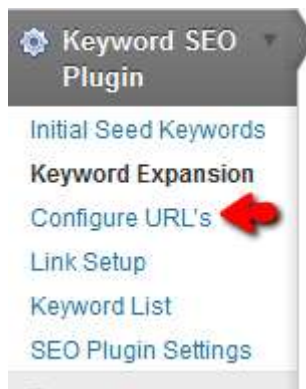 Keyword SEO
Plugin
Initial Seed Keywords
Keyword Expansion
Configure URL's
Link Setup
Keyword List
SEO Plugin Settings